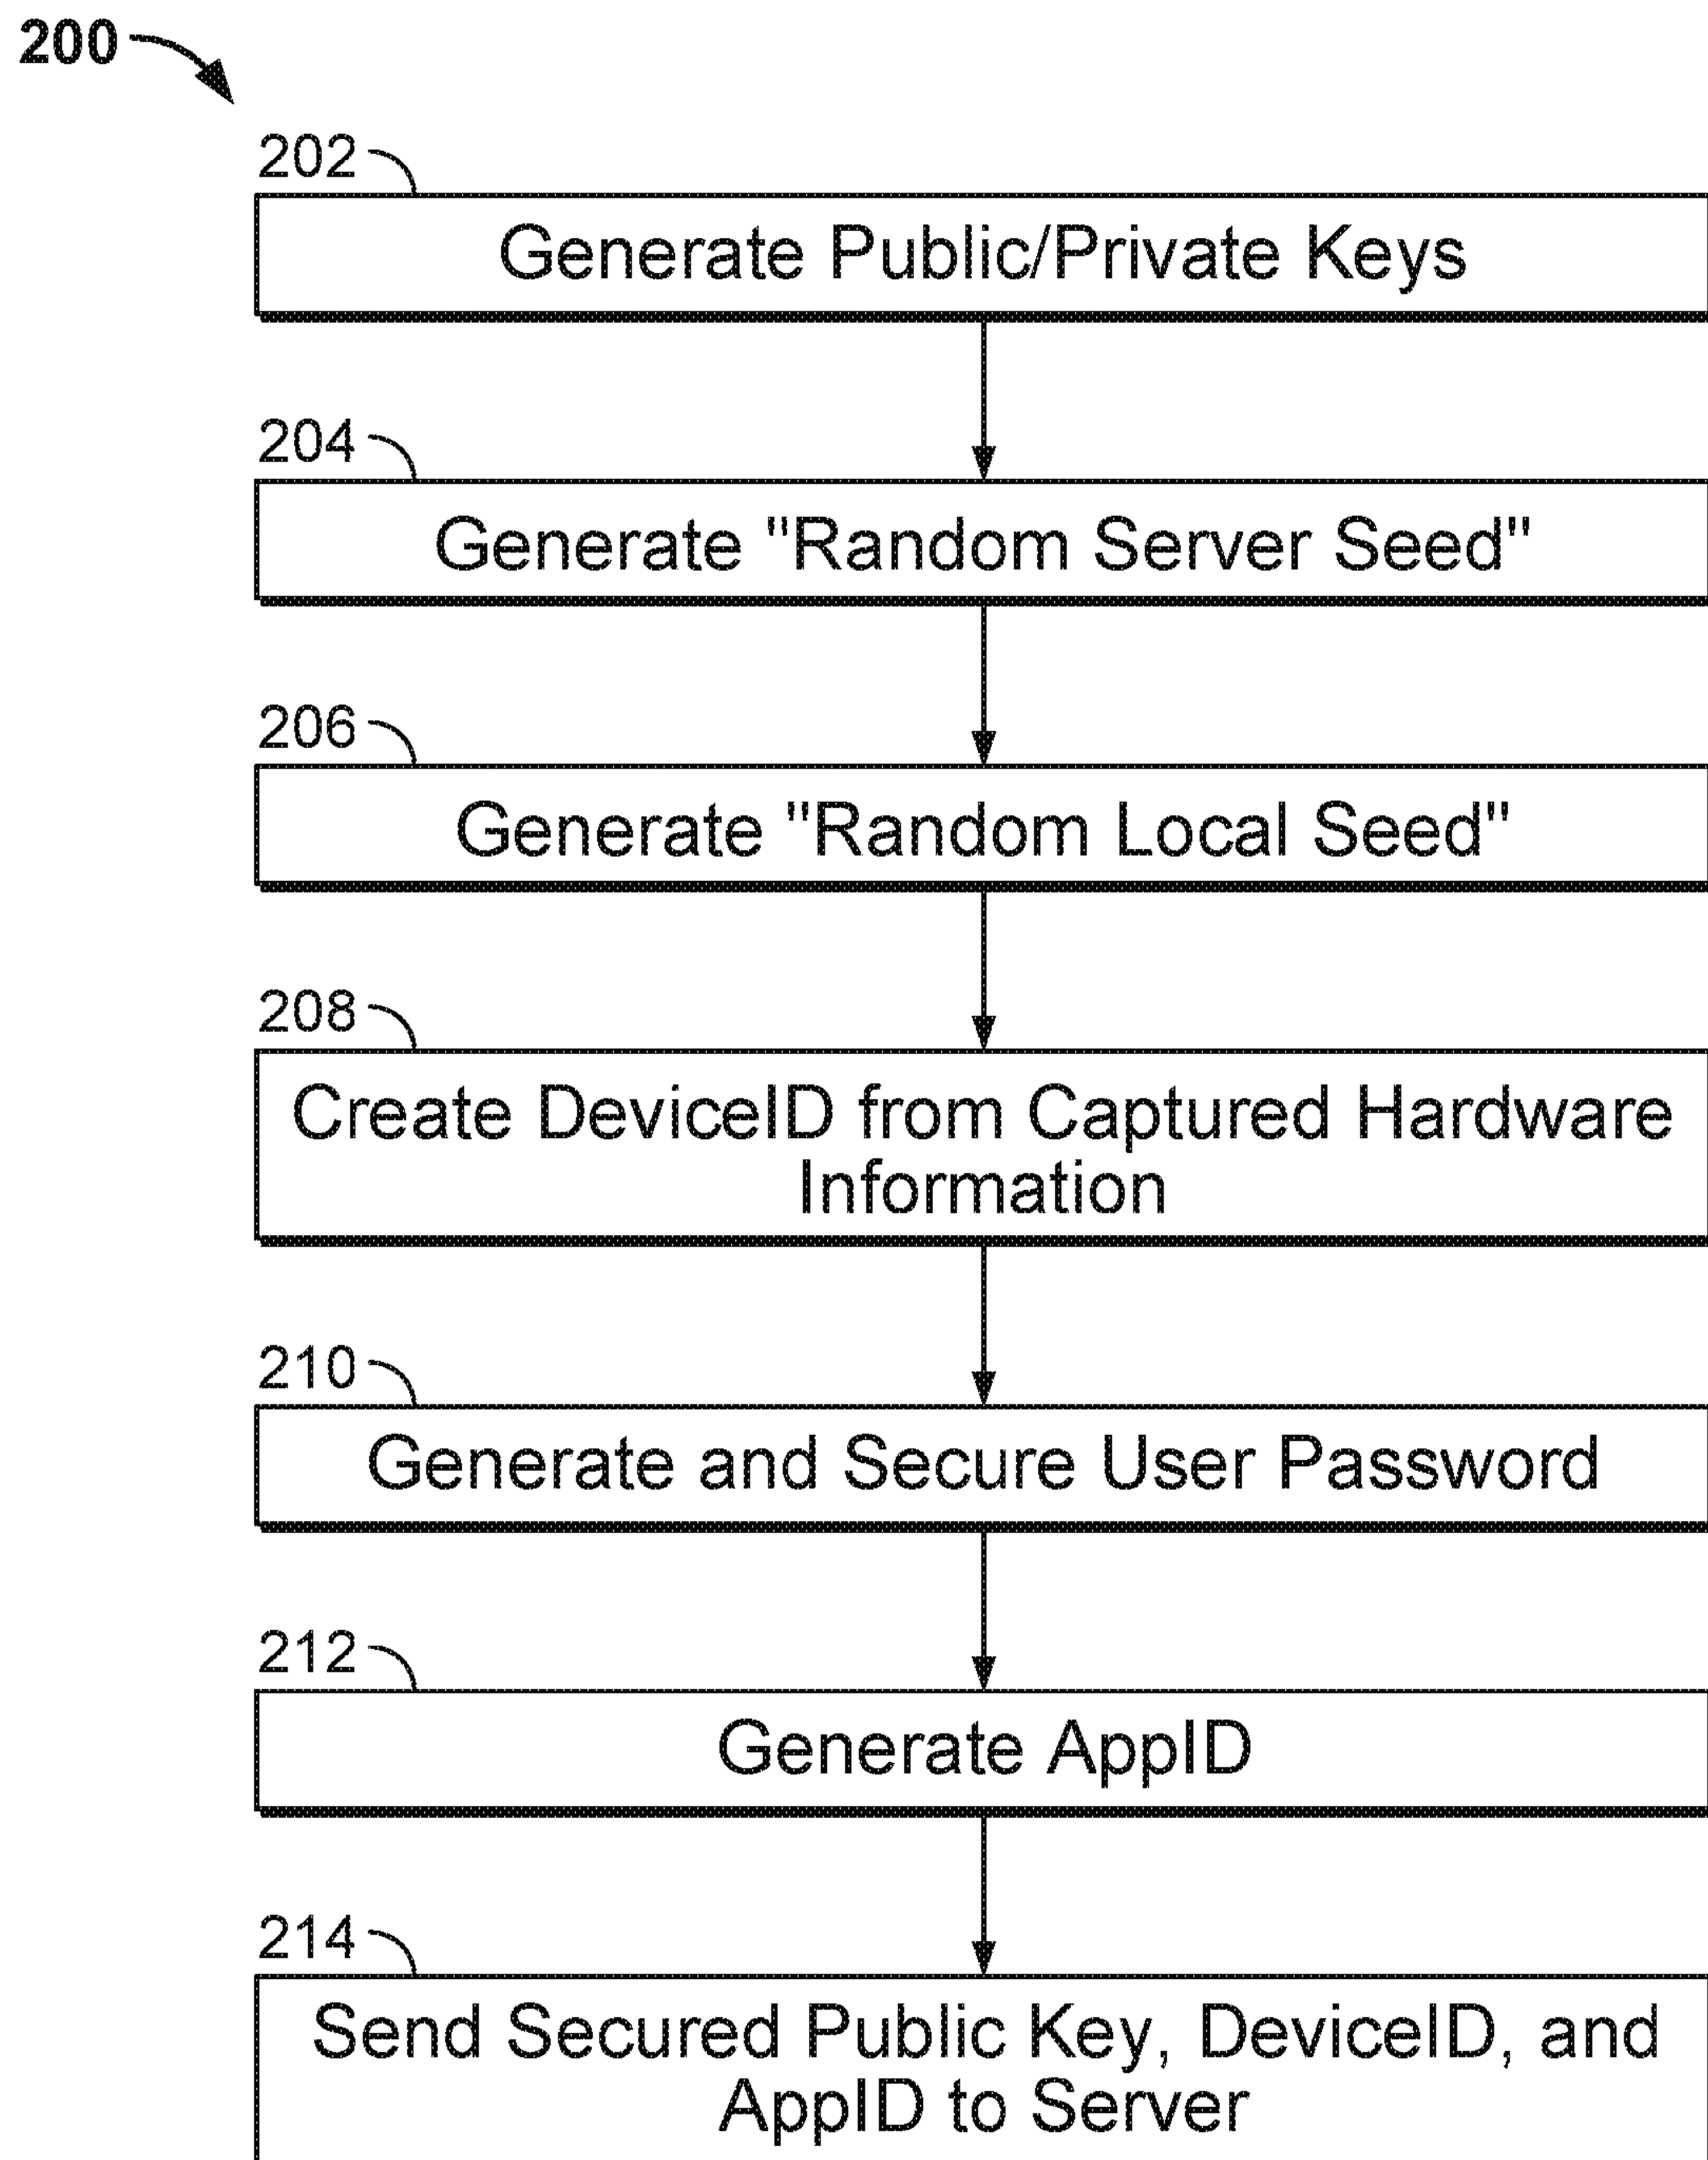 200
202
Generate Public/Private Keys
204
Generate "Random Server Seed"
206
Generate "Random Local Seed"
208
Create DeviceID from Captured Hardware
Information
210
Generate and Secure User Password
212
Generate AppID
214
Send Secured Public Key, DeviceID, and
AppID to Server